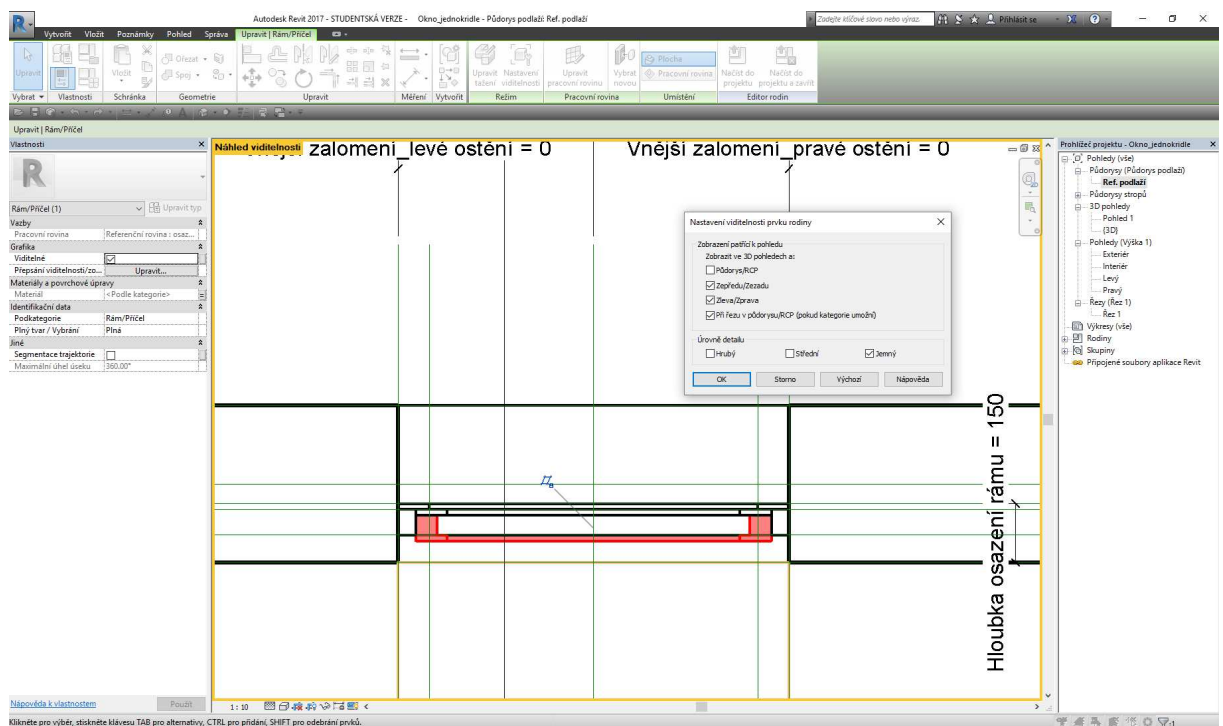 Autodesk Revit 2017 - STUDENTSKÁ VERZE - Okno_jednokridle - Půdorys podlaží: Ref. podlaží
Zadejte klíčové slovo nebo výraz.
Přihlásit se
Vytvořit Vložit Poznámky Pohled Správa Upravit | Rám/Příčel
Upravit
Vložit
Ořezat
Spoj
Upravit tažení
Nastavení viditelnosti
Upravit pracovní rovinu
Vybrat novou
Plocha
Pracovní rovina
Načíst do projektu
Načíst do projektu a zavřít
Vybrat Vlastnosti Schránka Geometrie Upravit Měření Vytvořit Režim Pracovní rovina Umístění Editor rodin
Upravit | Rám/Příčel
Vlastnosti
R
Rám/Příčel (1) Upravit typ
Vazby
Pracovní rovina Referenční rovina : osaz...
Grafika
Viditelné
Přepsání viditelnosti/zo... Upravit...
Materiály a povrchové úpravy
Materiál <Podle kategorie>
Identifikační data
Podkategorie Rám/Příčel
Plný tvar / Vybrání Plná
Jiné
Segmentace trajektorie
Maximální úhel úseku 360.00°
Nápověda k vlastnostem Použít
Náhled viditelnosti
zalomení_levé ostění = 0
Vnější zalomení_pravé ostění = 0
Nastavení viditelnosti prvku rodiny
Zobrazení patřící k pohledu
Zobrazit ve 3D pohledech a:
Půdorys/RCP
Zepředu/Zezadu
Zleva/Zprava
Při řezu v půdorysu/RCP (pokud kategorie umožní)
Úrovně detailu
Hrubý Střední Jemný
OK Storno Výchozí Nápověda
Hloubka osazení rámu = 150
1 : 10
Prohlížeč projektu - Okno_jednokridle
Pohledy (vše)
Půdorysy (Půdorys podlaží)
Ref. podlaží
Půdorysy stropů
3D pohledy
Pohled 1
{3D}
Pohledy (Výška 1)
Exteriér
Interiér
Levý
Pravý
Řezy (Řez 1)
Řez 1
Výkresy (vše)
Rodiny
Skupiny
Připojené soubory aplikace Revit
Klikněte pro výběr, stiskněte klávesu TAB pro alternativy, CTRL pro přidání, SHIFT pro odebrání prvků.
:1